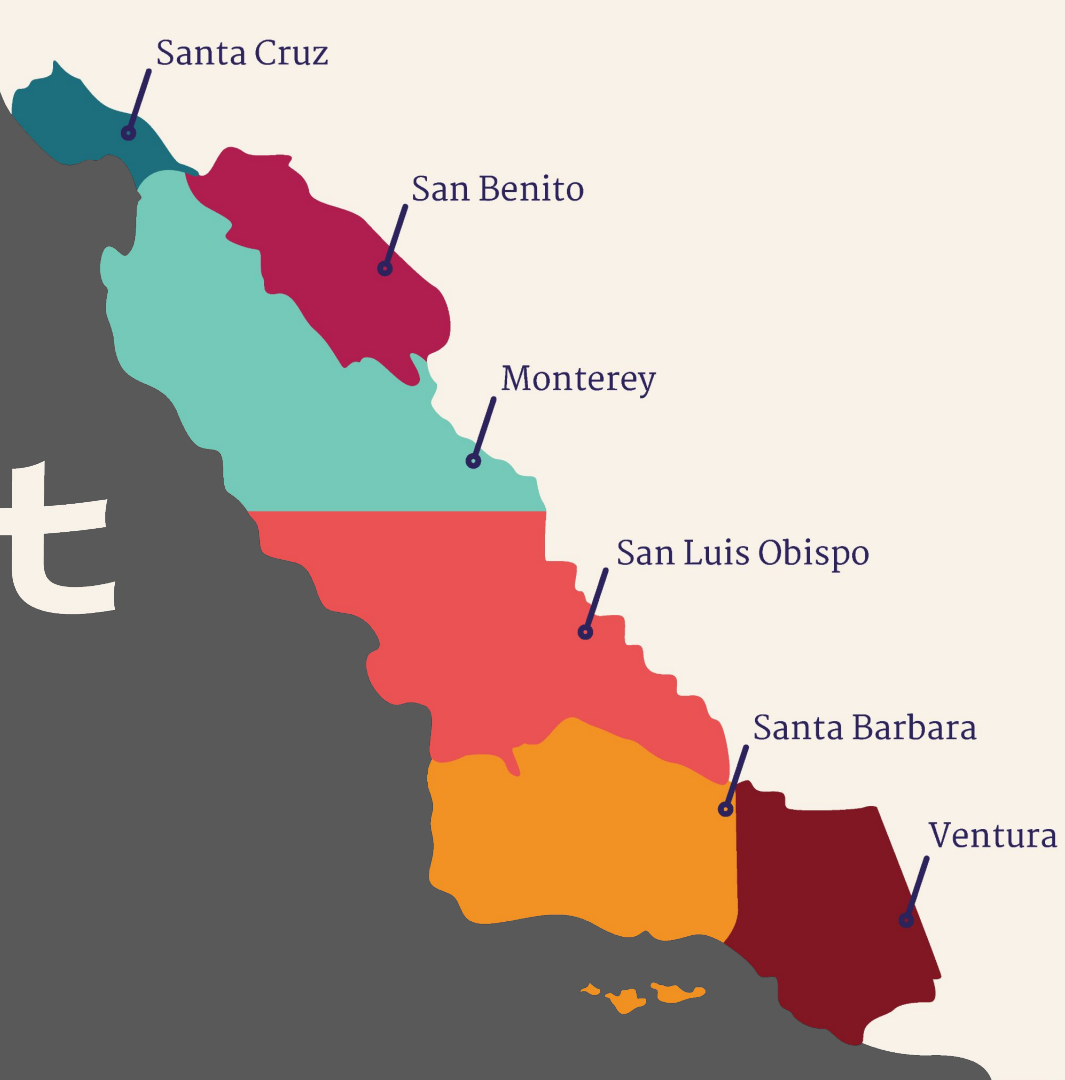 Santa Cruz
San Benito
Monterey
t
San Luis Obispo
Santa Barbara
Ventura